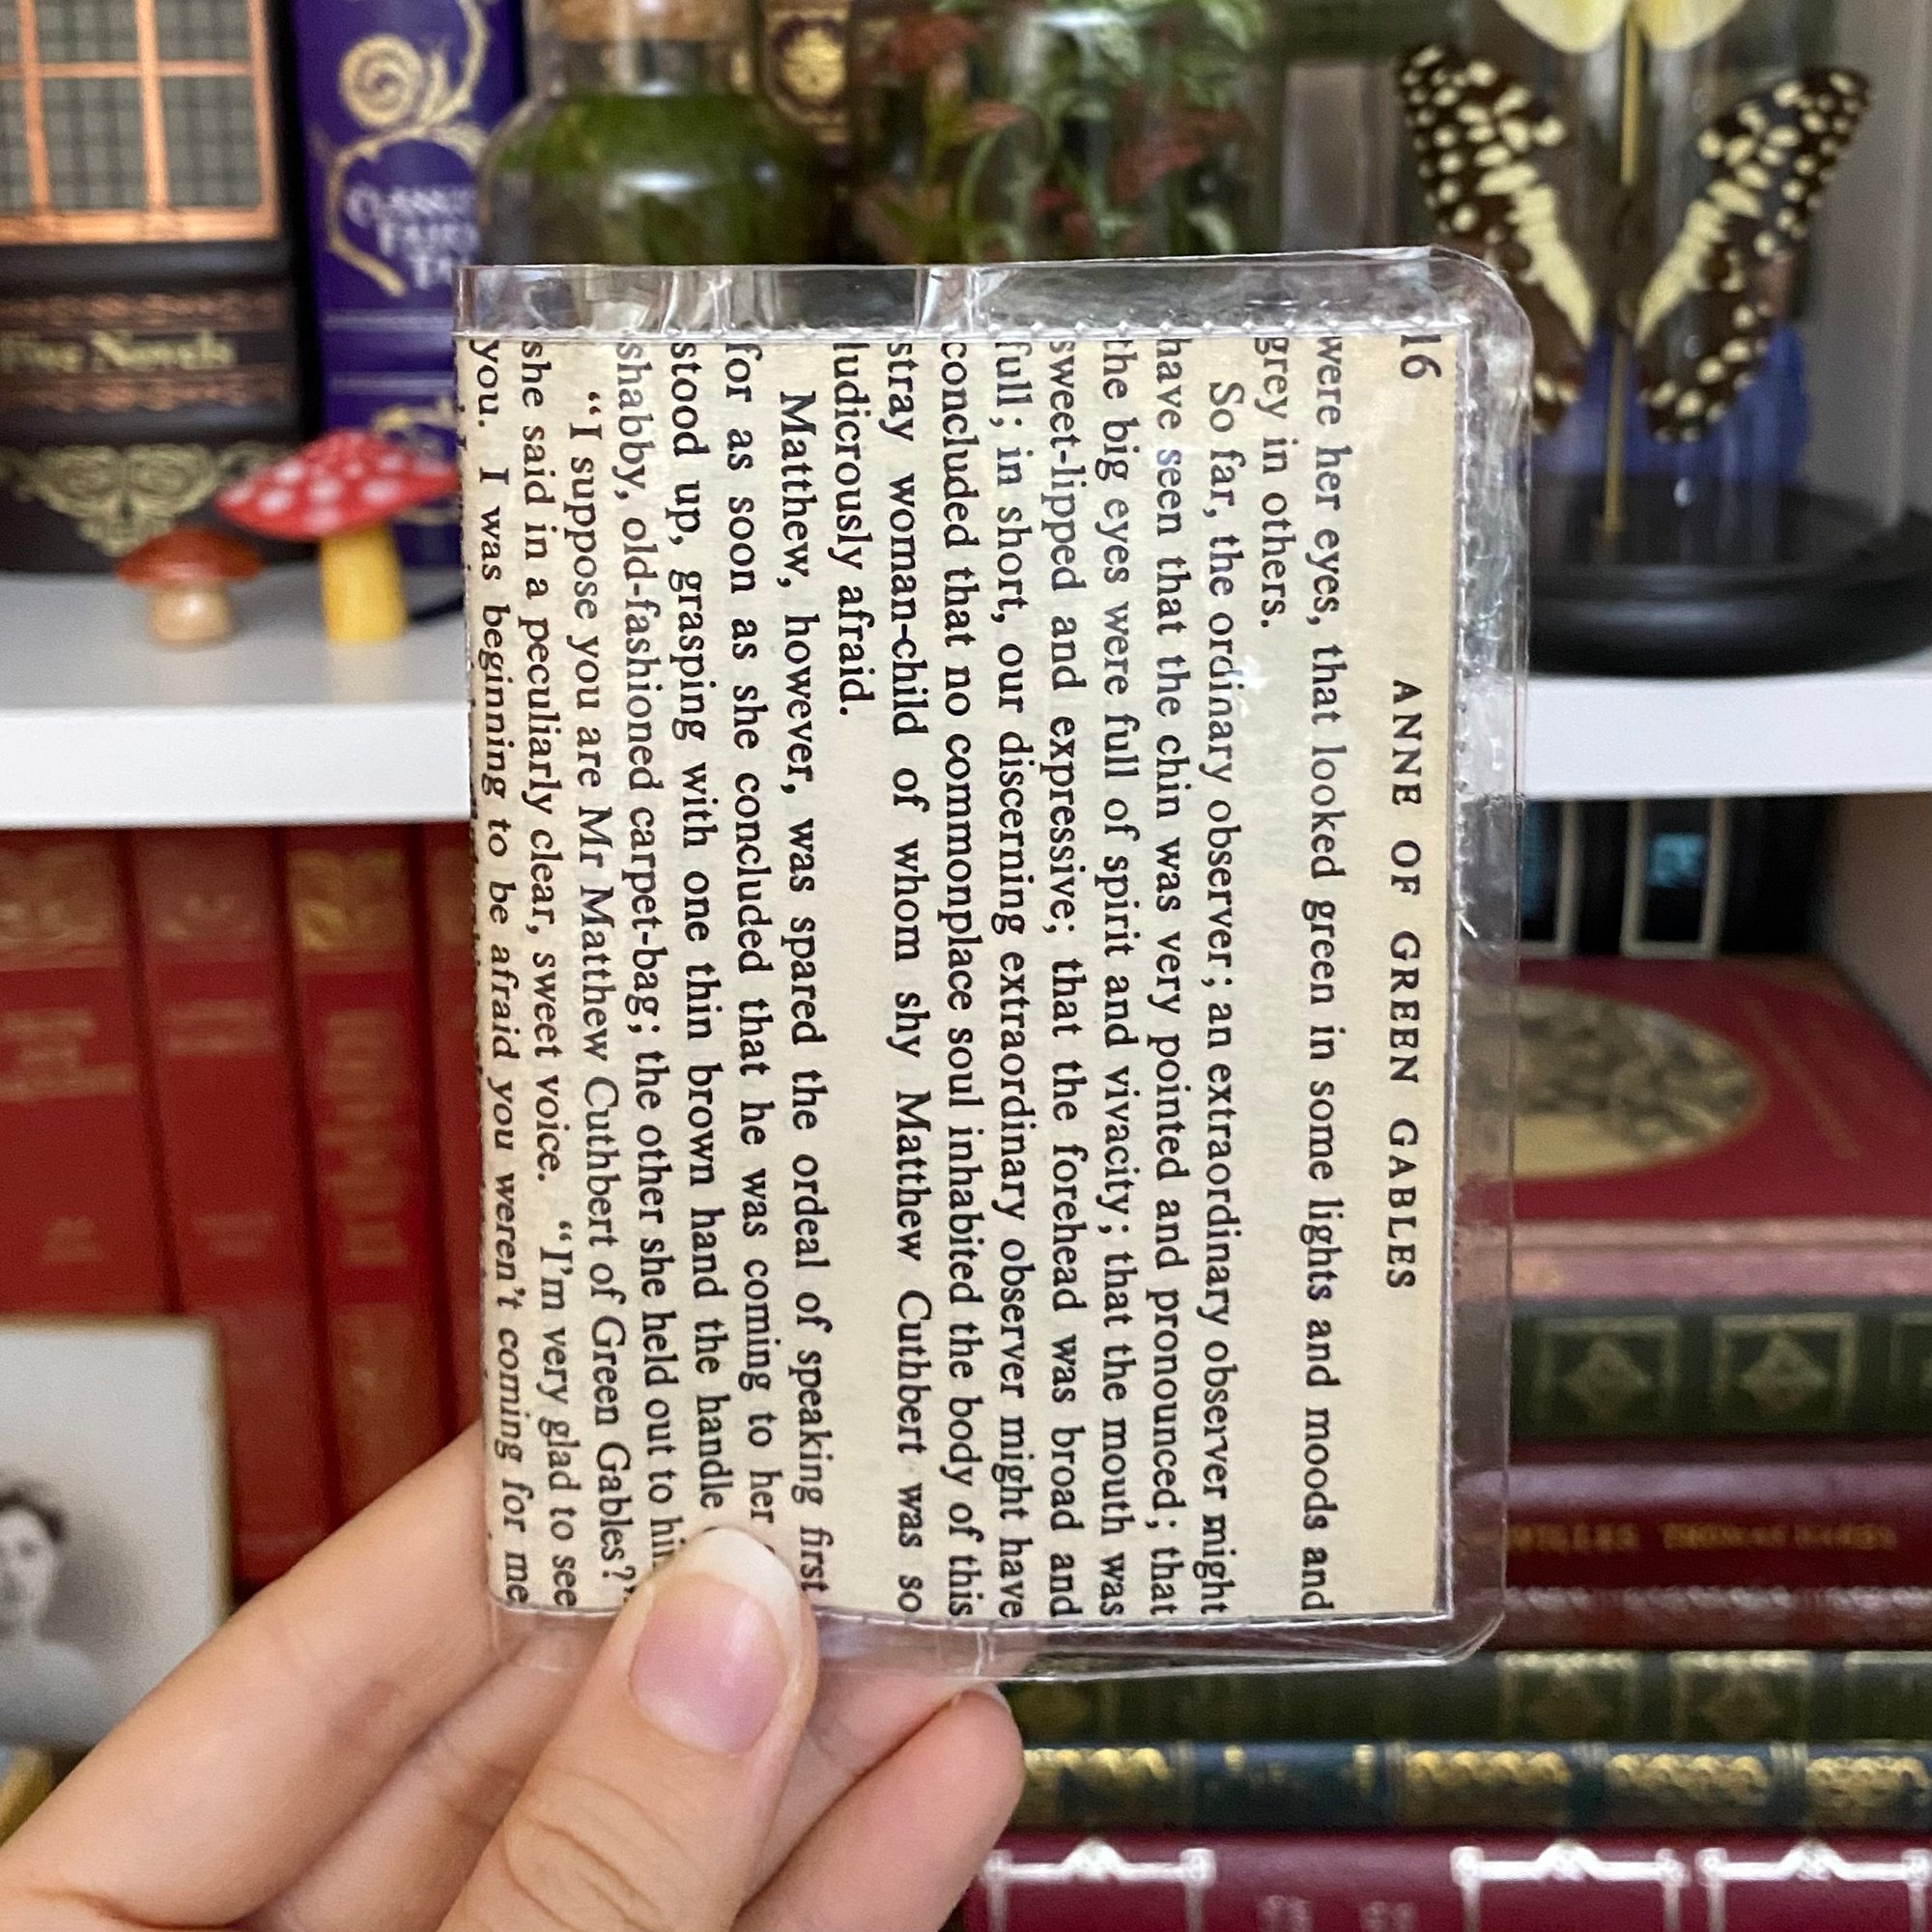 16
ANNE OF GREEN GABLES
were her eyes, that looked green in some lights and moods and
grey in others.
So far, the ordinary observer; an extraordinary observer might
have seen that the chin was very pointed and pronounced; that
the big eyes were full of spirit and vivacity; that the mouth was
sweet-lipped and expressive; that the forehead was broad and
full; in short, our discerning extraordinary observer might have
concluded that no commonplace soul inhabited the body of this
stray woman-child of whom shy Matthew Cuthbert was so
ludicrously afraid.
Matthew, however, was spared the ordeal of speaking first
for as soon as she concluded that he was coming to her
stood up, grasping with one thin brown hand the handle
shabby, old-fashioned carpet-bag; the other she held out to
“I suppose you are Mr Matthew Cuthbert of Green Gables?”
she said in a peculiarly clear, sweet voice. “I'm very glad to see
you. I was beginning to be afraid you weren't coming for me
Five Novels
CLASSIC
FAIRY
THOMAS HARDY